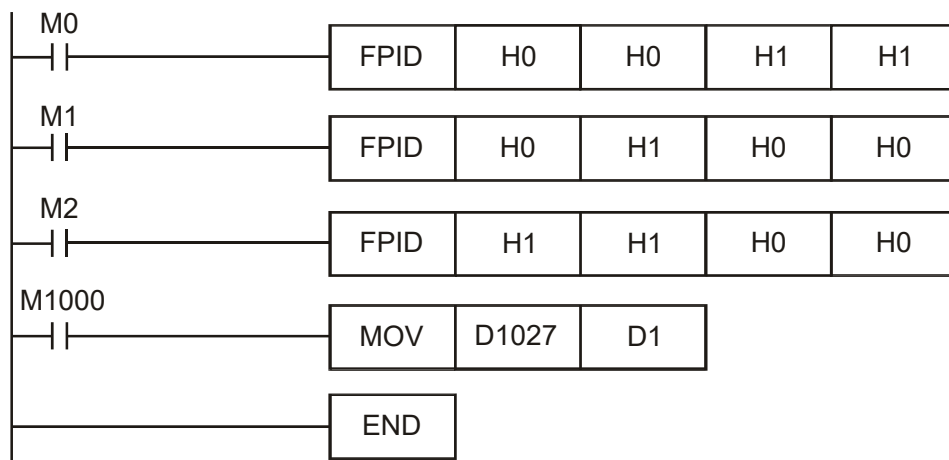 M0
FPID H0 H0 H1 H1
M1
FPID H0 H1 H0 H0
M2
FPID H1 H1 H0 H0
M1000
MOV D1027 D1
END